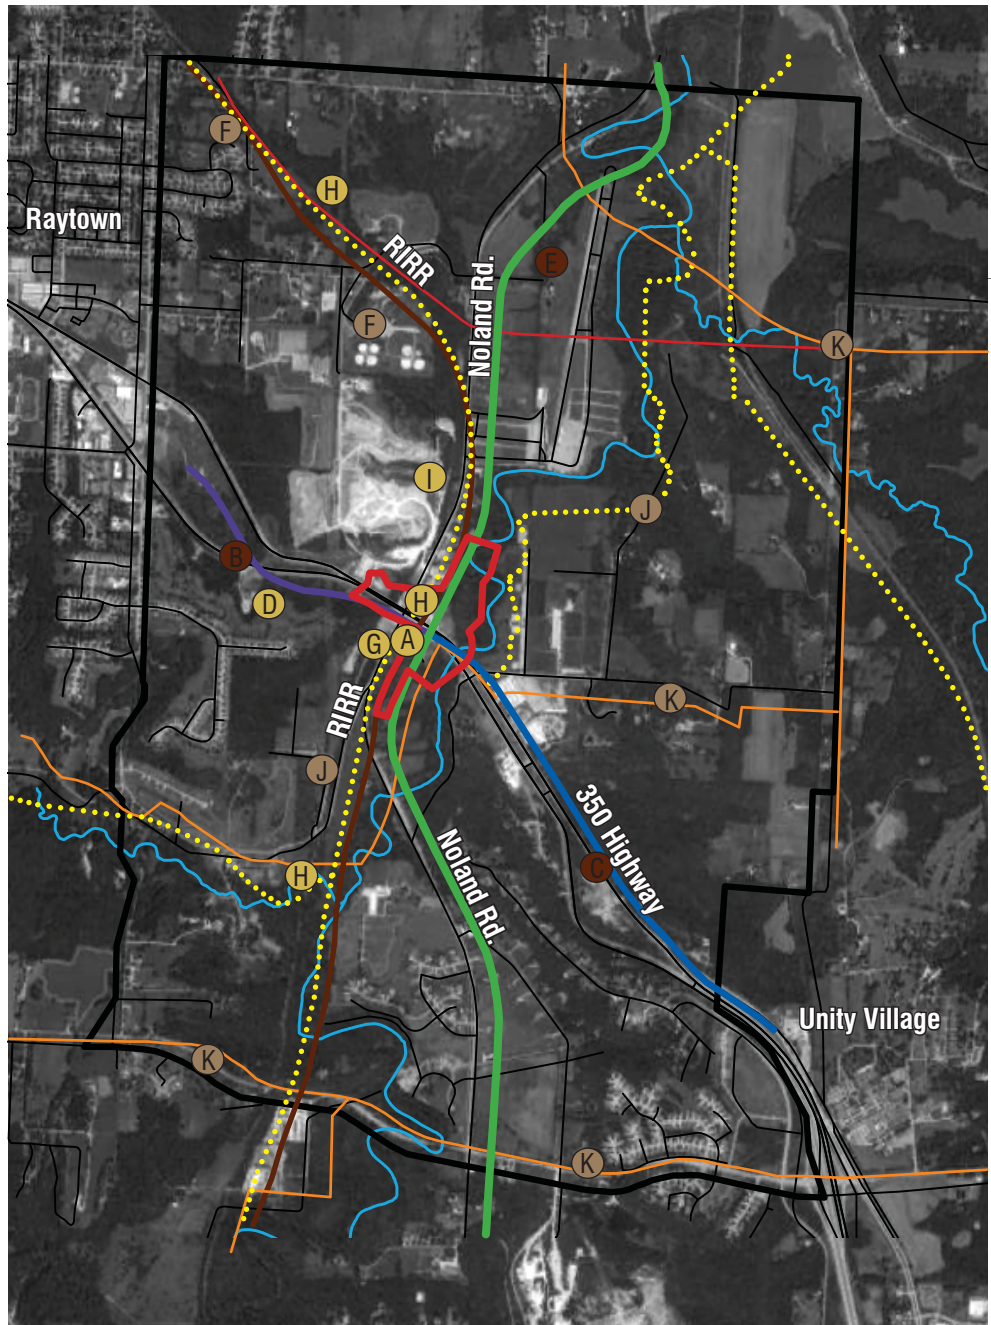 F
H
Raytown
RIRR
E
Noland Rd.
F
K
I
J
B
D
H
G
A
K
RIRR
J
350 Highway
Noland Rd.
C
H
Unity Village
K
K